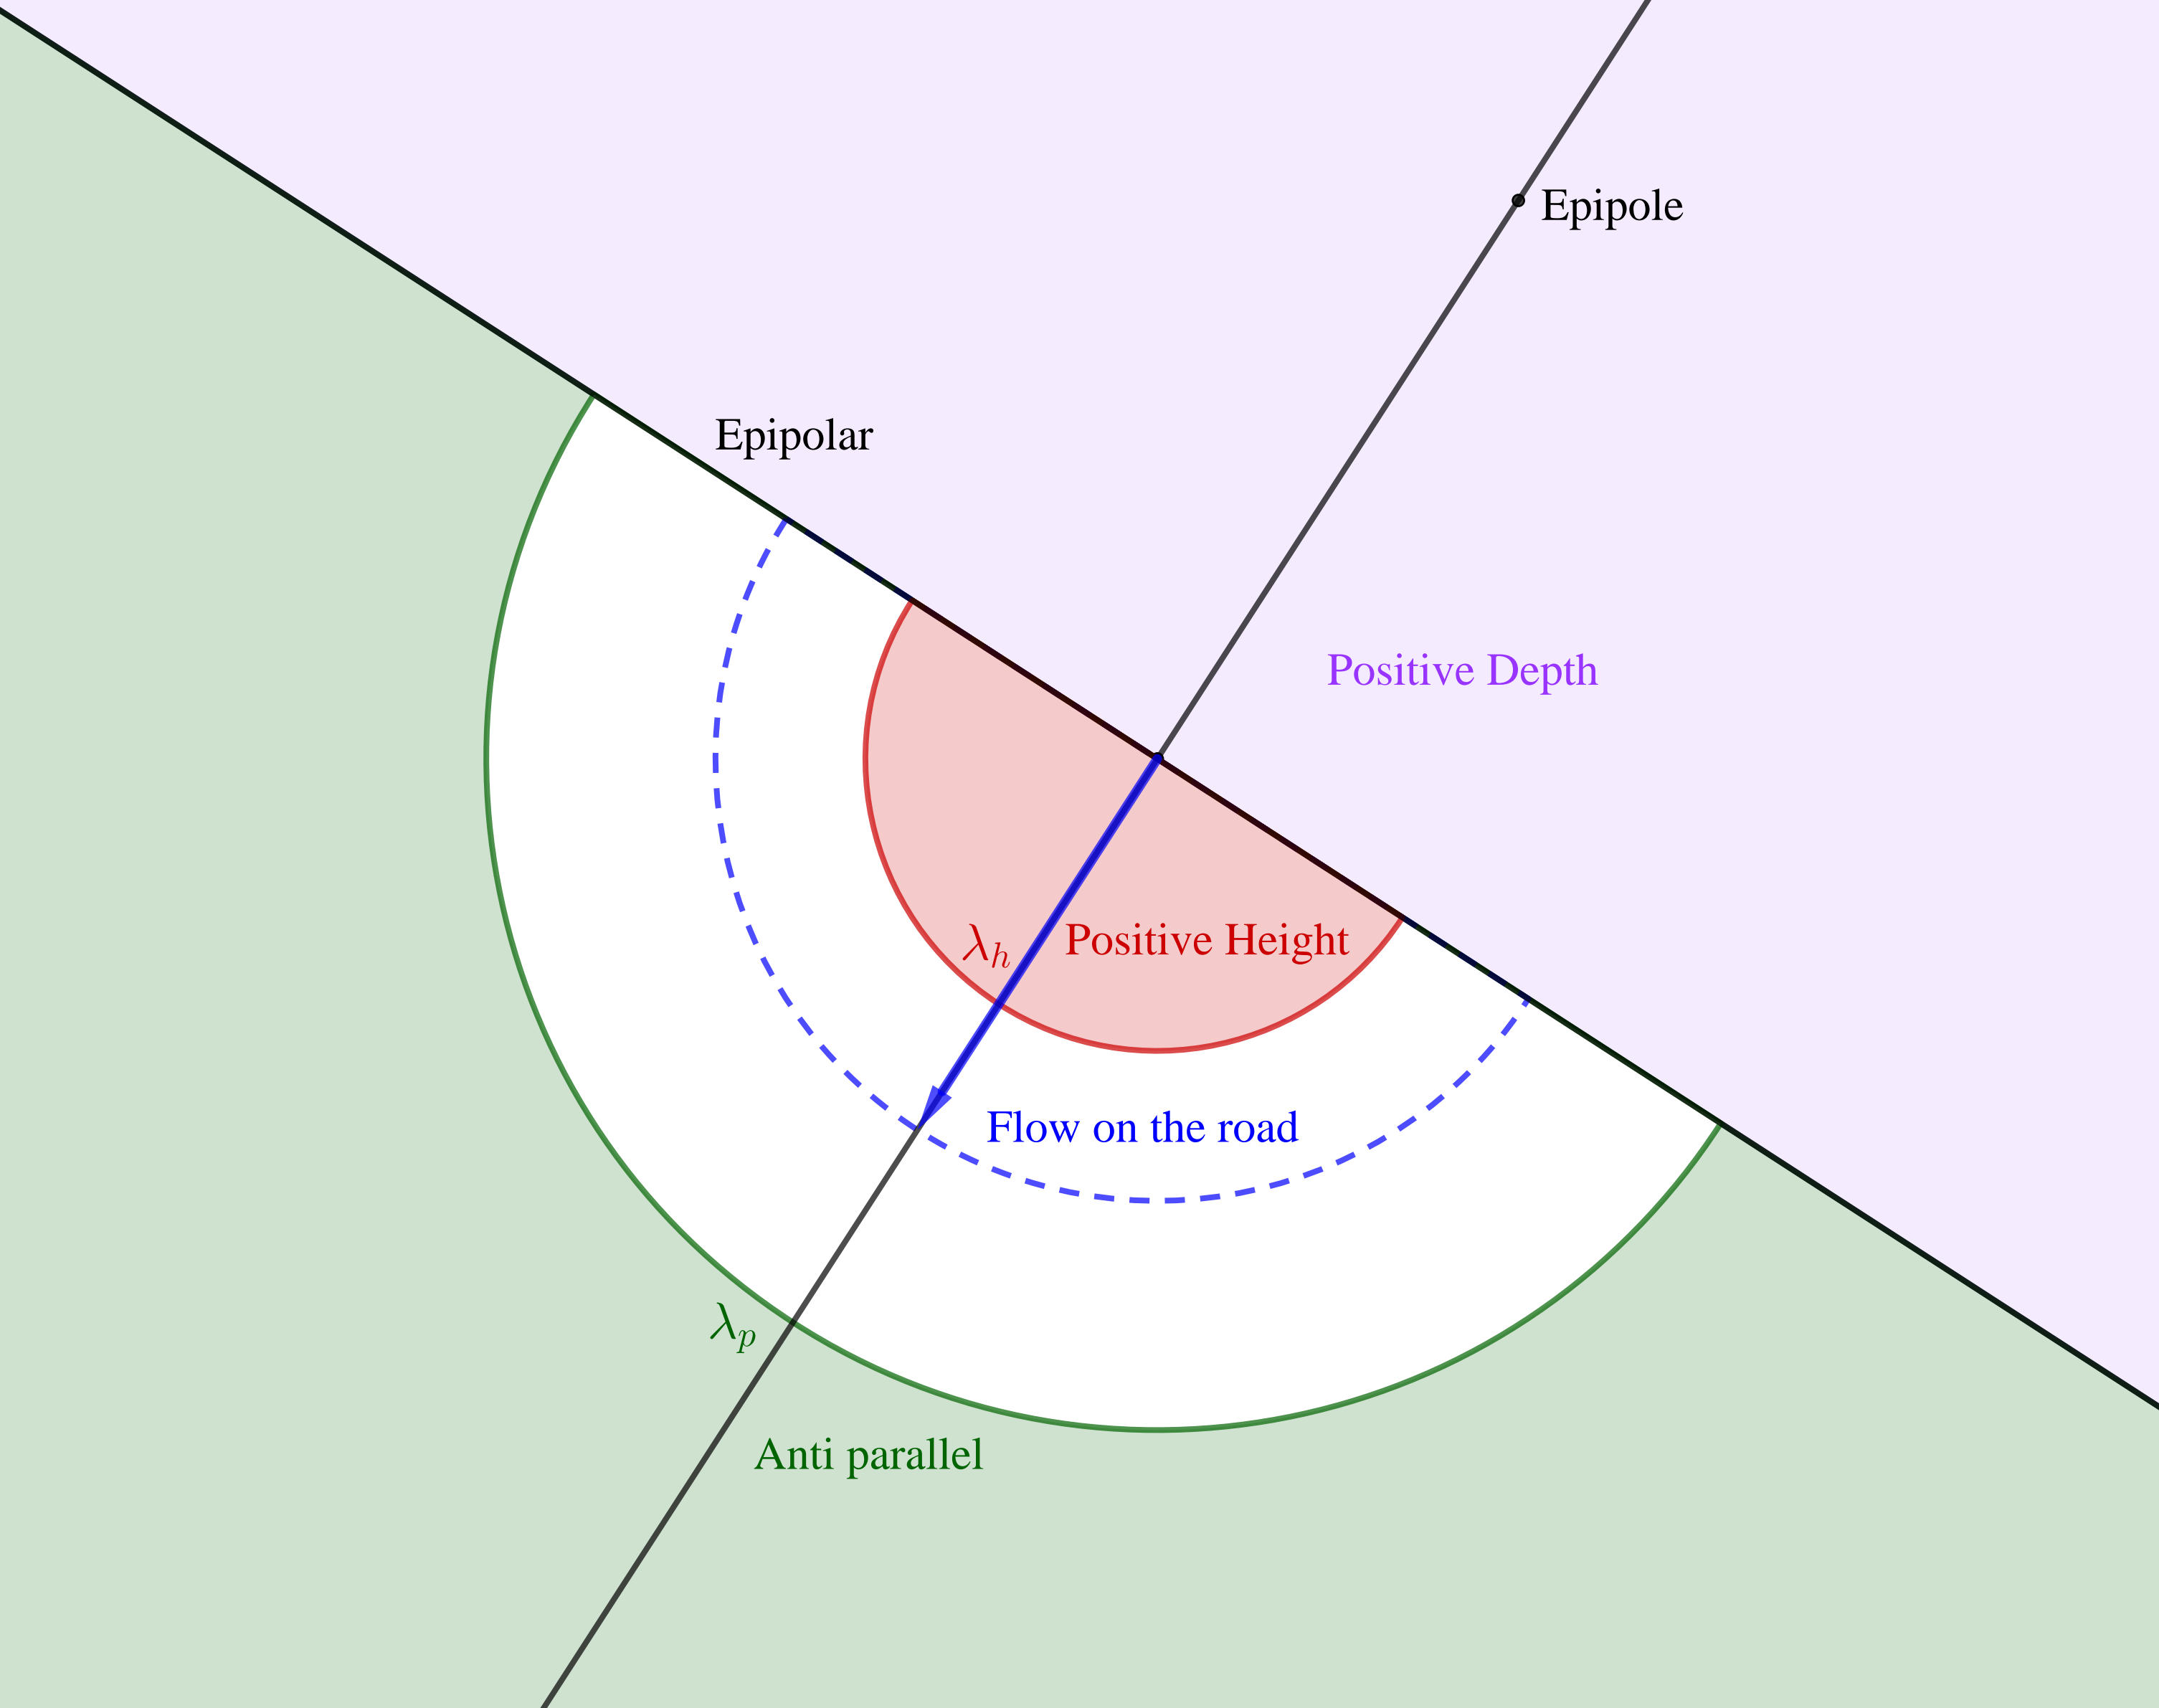 Epipole
Epipolar
Positive Depth
λh Positive Height
Flow on the road
λp
Anti parallel